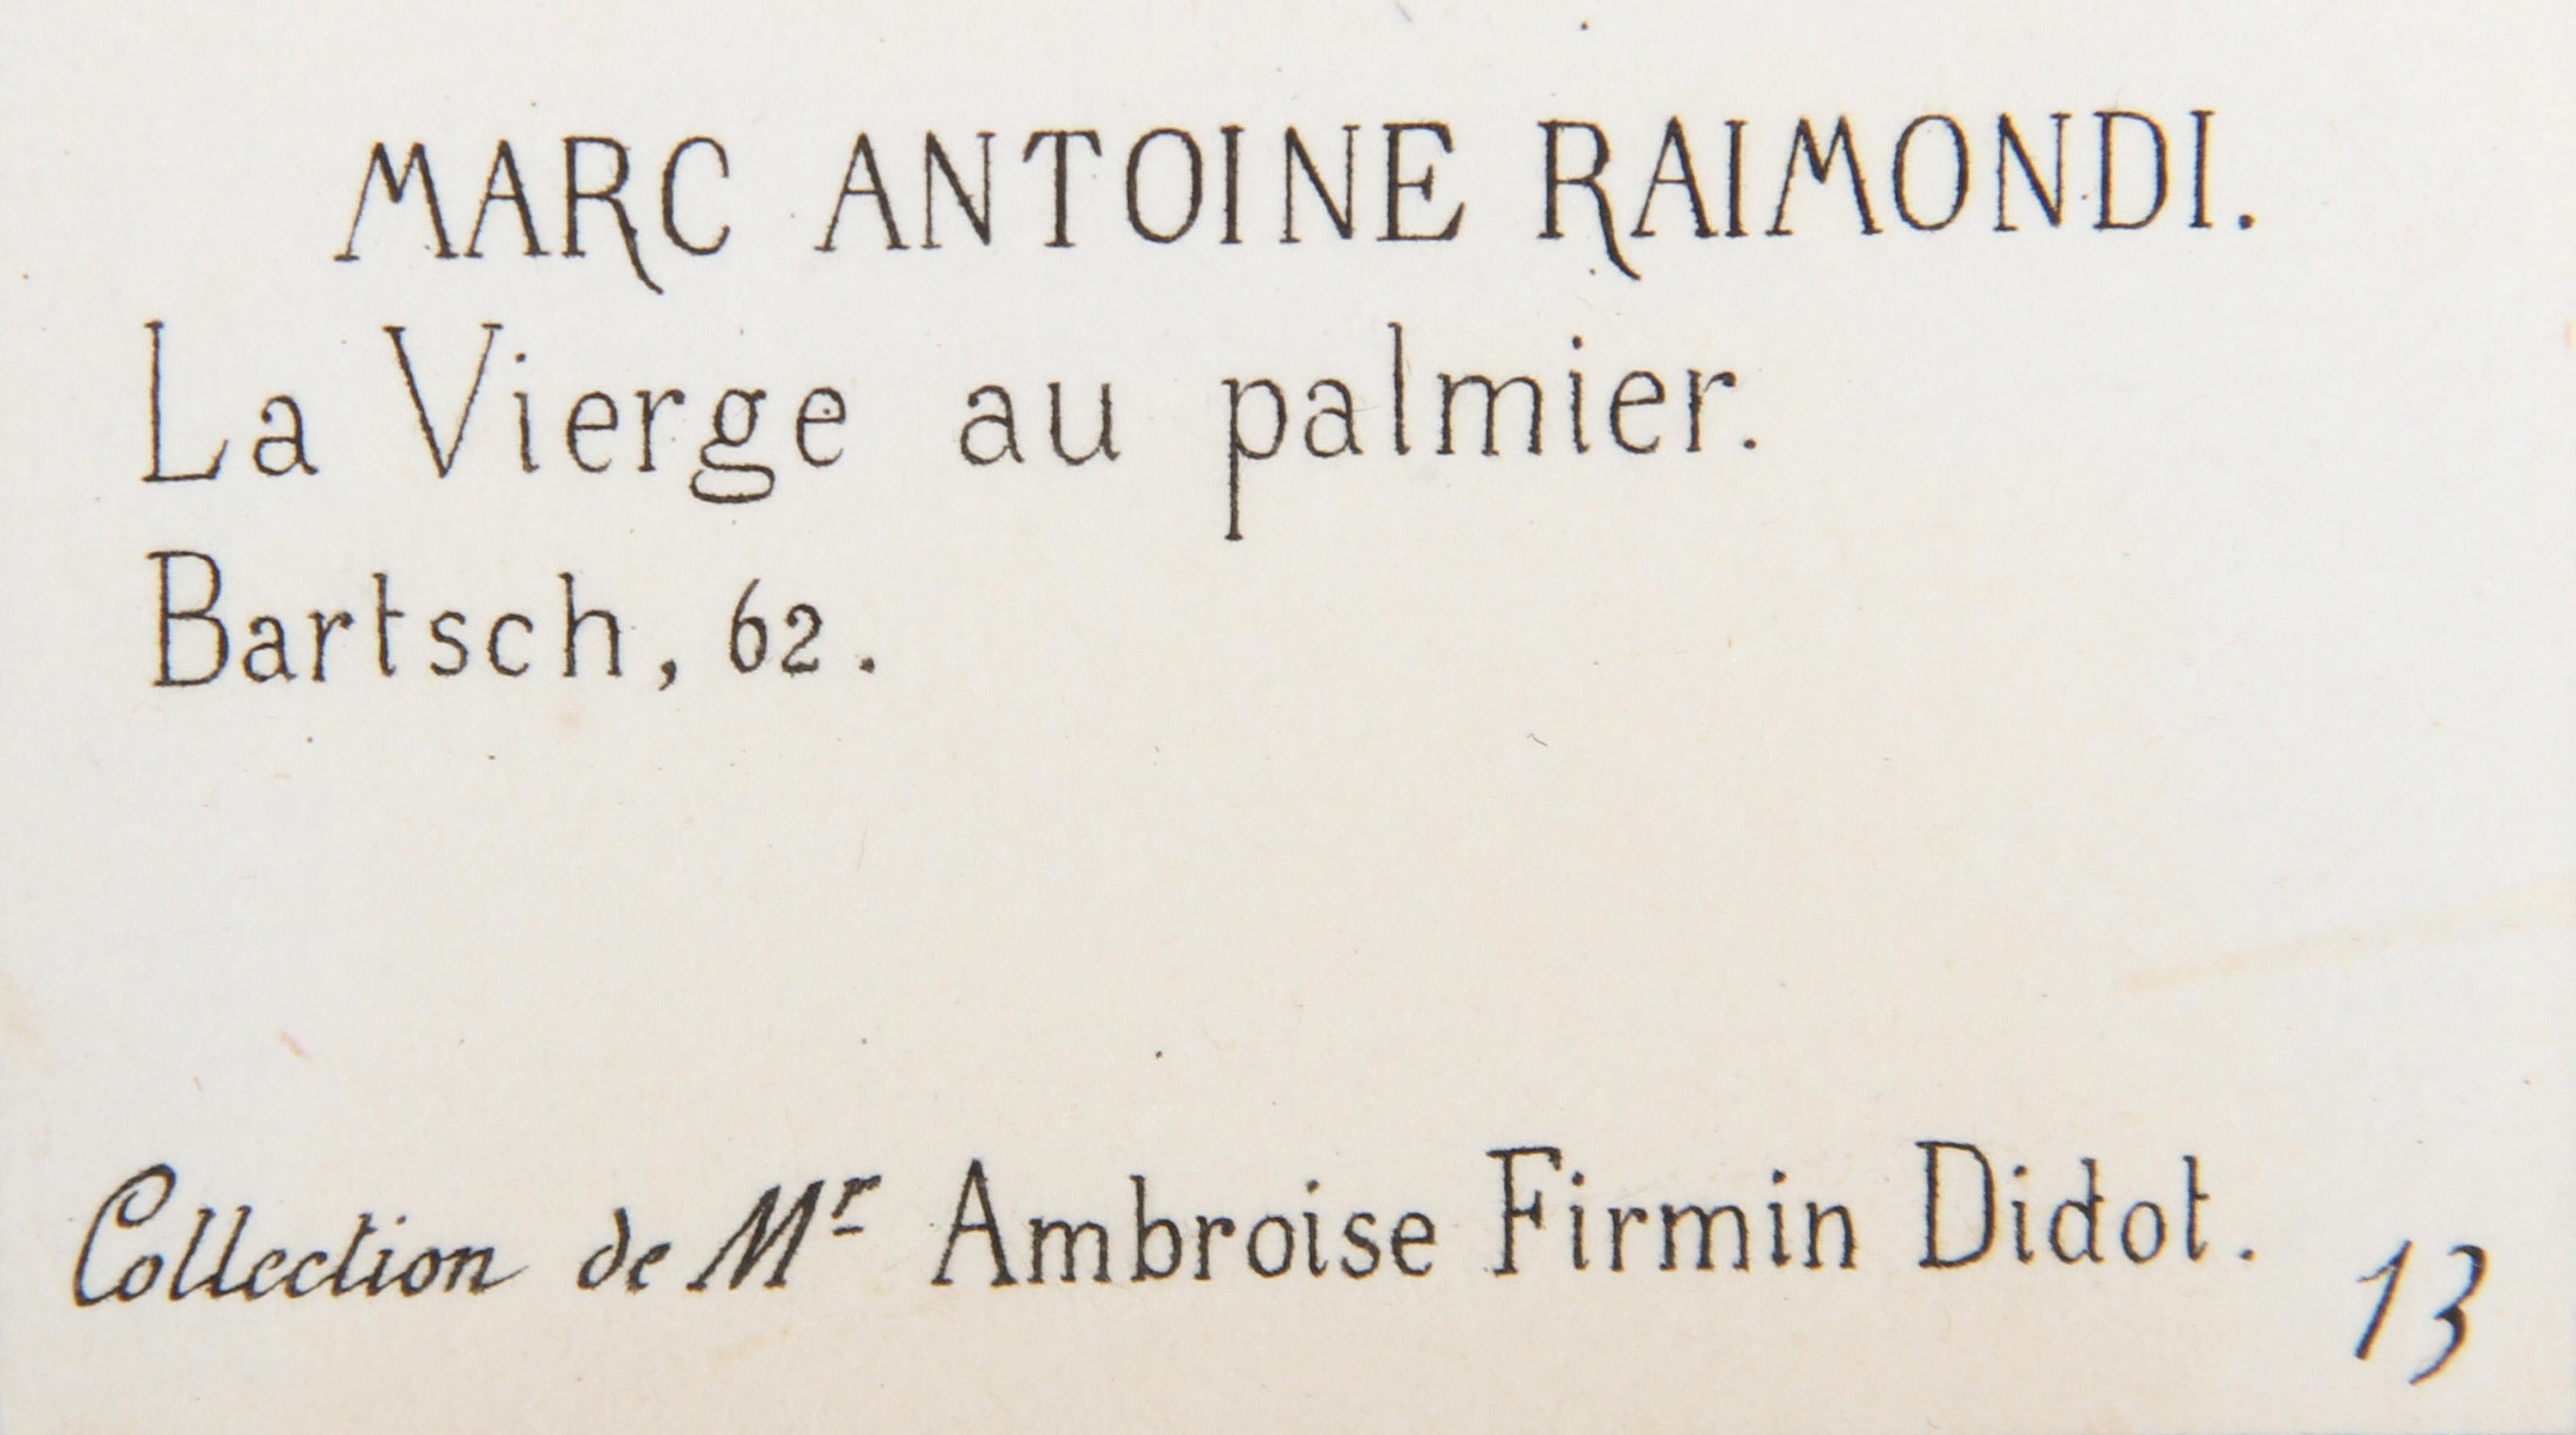 MARC ANTOINE RAIMONDI.
La Vierge au palmier.
Bartsch, 62.
Collection de Mr Ambroise Firmin Didot. 13